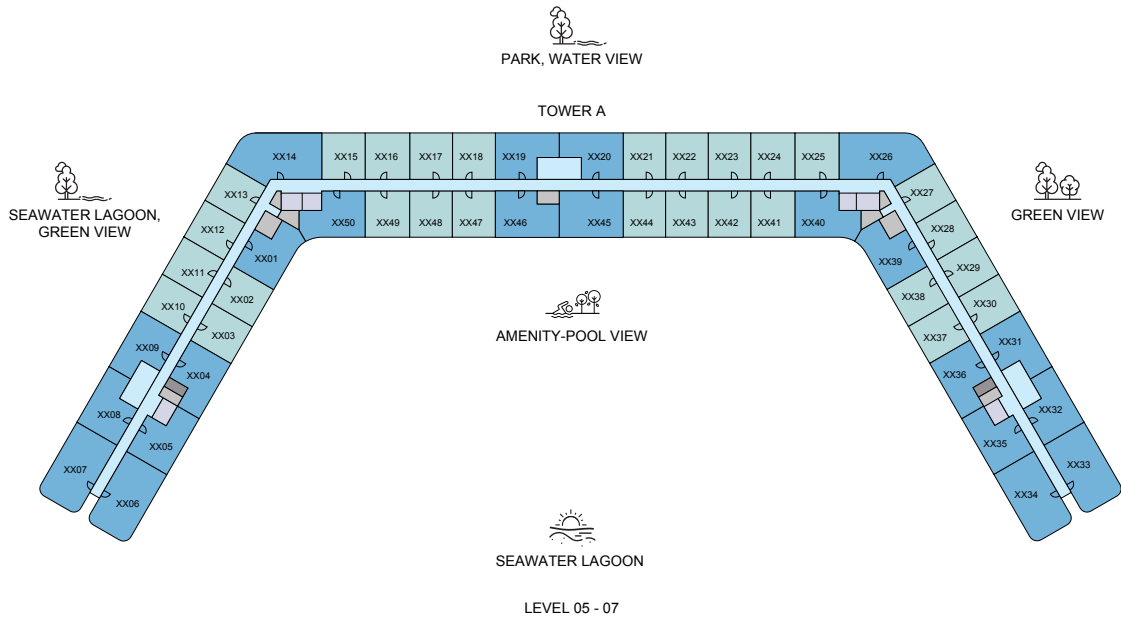 PARK, WATER VIEW
TOWER A
XX14
XX15
XX16
XX17
XX18
XX19
XX20
XX21
XX22
XX23
XX24
XX25
XX26
SEAWATER LAGOON,
GREEN VIEW
GREEN VIEW
XX13
XX12
XX11
XX10
XX09
XX08
XX07
XX01
XX02
XX03
XX04
XX05
XX06
XX50
XX49
XX48
XX47
XX46
XX45
XX44
XX43
XX42
XX41
XX40
XX39
XX38
XX37
XX36
XX35
XX34
XX27
XX28
XX29
XX30
XX31
XX32
XX33
AMENITY-POOL VIEW
SEAWATER LAGOON
LEVEL 05 - 07